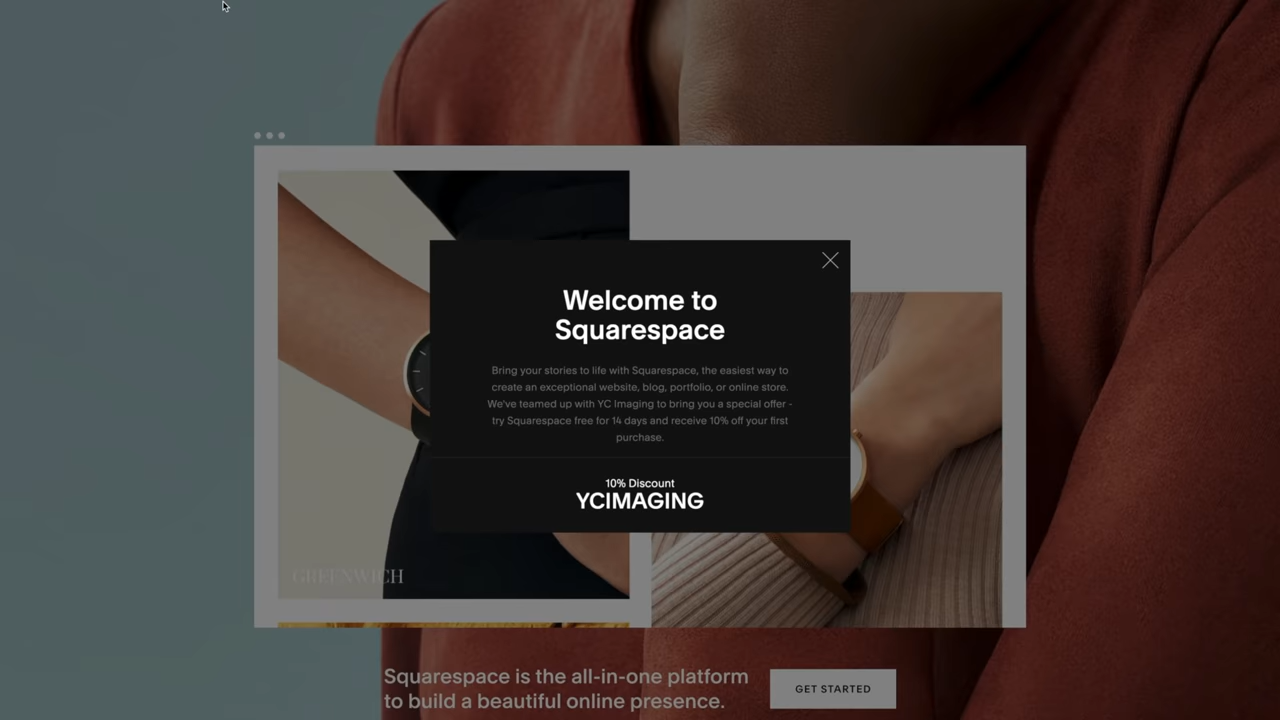 Welcome to
Squarespace
Bring your stories to life with Squarespace, the easiest way to
create an exceptional website, blog, portfolio, or online store.
We've teamed up with YC Imaging to bring you a special offer -
try Squarespace free for 14 days and receive 10% off your first
purchase.
10% Discount
YCIMAGING
GREENWICH
Squarespace is the all-in-one platform
to build a beautiful online presence.
GET STARTED